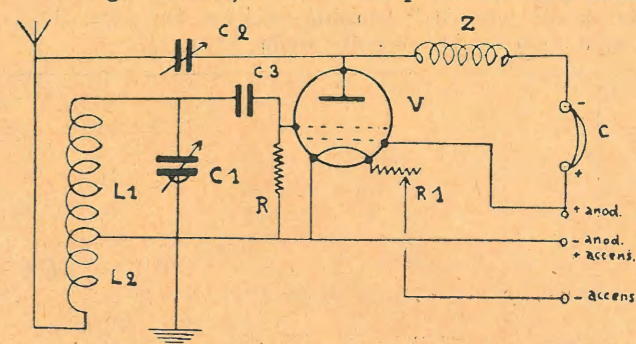 C2
Z
C3
V
C
-
+
L1
C1
R
R1
+ anod.
- anod.
+ accens.
L2
- accens